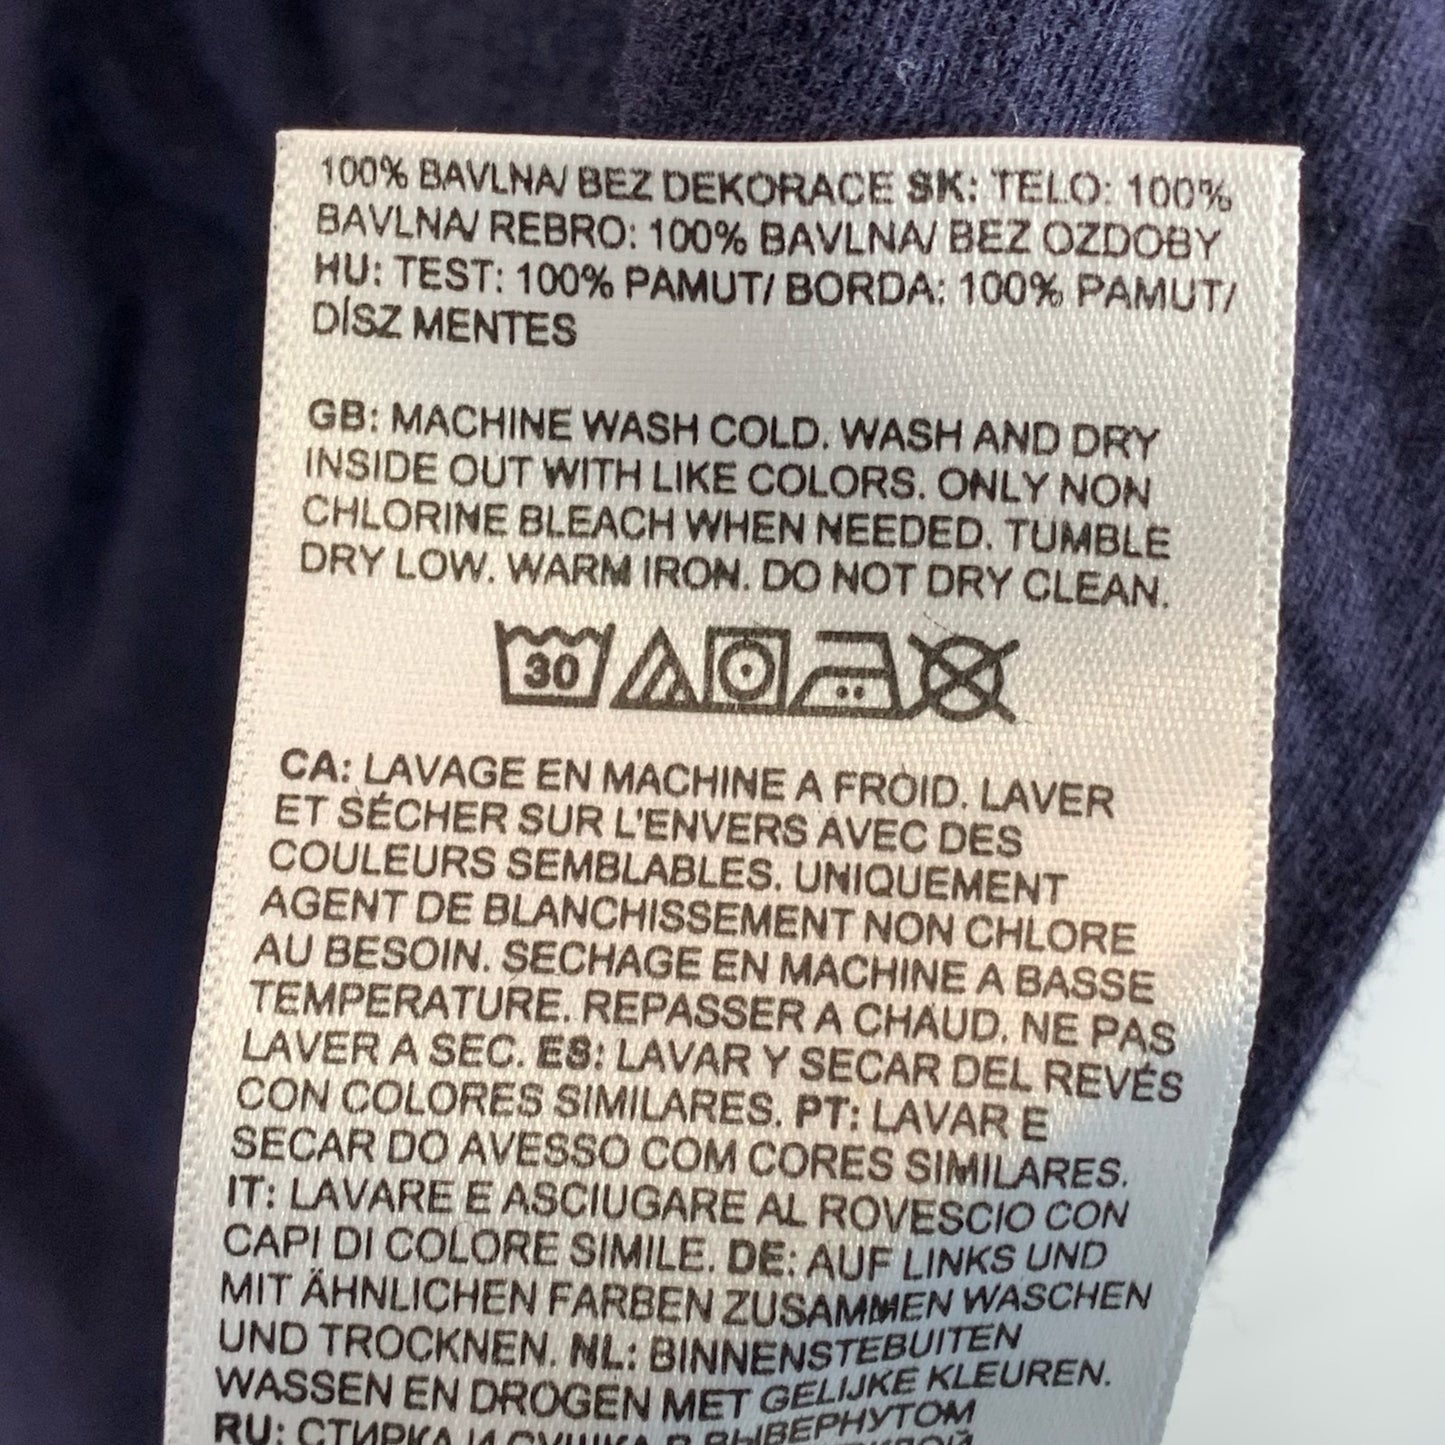 100% BAVLNA/ BEZ DEKORACE SK: TELO: 100%
BAVLNA/ REBRO: 100% BAVLNA/ BEZ OZDOBY
HU: TEST: 100% PAMUT/ BORDA: 100% PAMUT/
DÍSZ MENTES
GB: MACHINE WASH COLD. WASH AND DRY
INSIDE OUT WITH LIKE COLORS. ONLY NON
CHLORINE BLEACH WHEN NEEDED. TUMBLE
DRY LOW. WARM IRON. DO NOT DRY CLEAN.
30
CA: LAVAGE EN MACHINE A FROID. LAVER
ET SÉCHER SUR L'ENVERS AVEC DES
COULEURS SEMBLABLES. UNIQUEMENT
AGENT DE BLANCHISSEMENT NON CHLORE
AU BESOIN. SECHAGE EN MACHINE A BASSE
TEMPERATURE. REPASSER A CHAUD. NE PAS
LAVER A SEC. ES: LAVAR Y SECAR DEL REVÉS
CON COLORES SIMILARES. PT: LAVAR E
SECAR DO AVESSO COM CORES SIMILARES.
IT: LAVARE E ASCIUGARE AL ROVESCIO CON
CAPI DI COLORE SIMILE. DE: AUF LINKS UND
MIT ÄHNLICHEN FARBEN ZUSAMMEN WASCHEN
UND TROCKNEN. NL: BINNENSTEBUITEN
WASSEN EN DROGEN MET GELIJKE KLEUREN.
RU: СТИРКА И СУШКА В ВЫВЕРНУТОМ